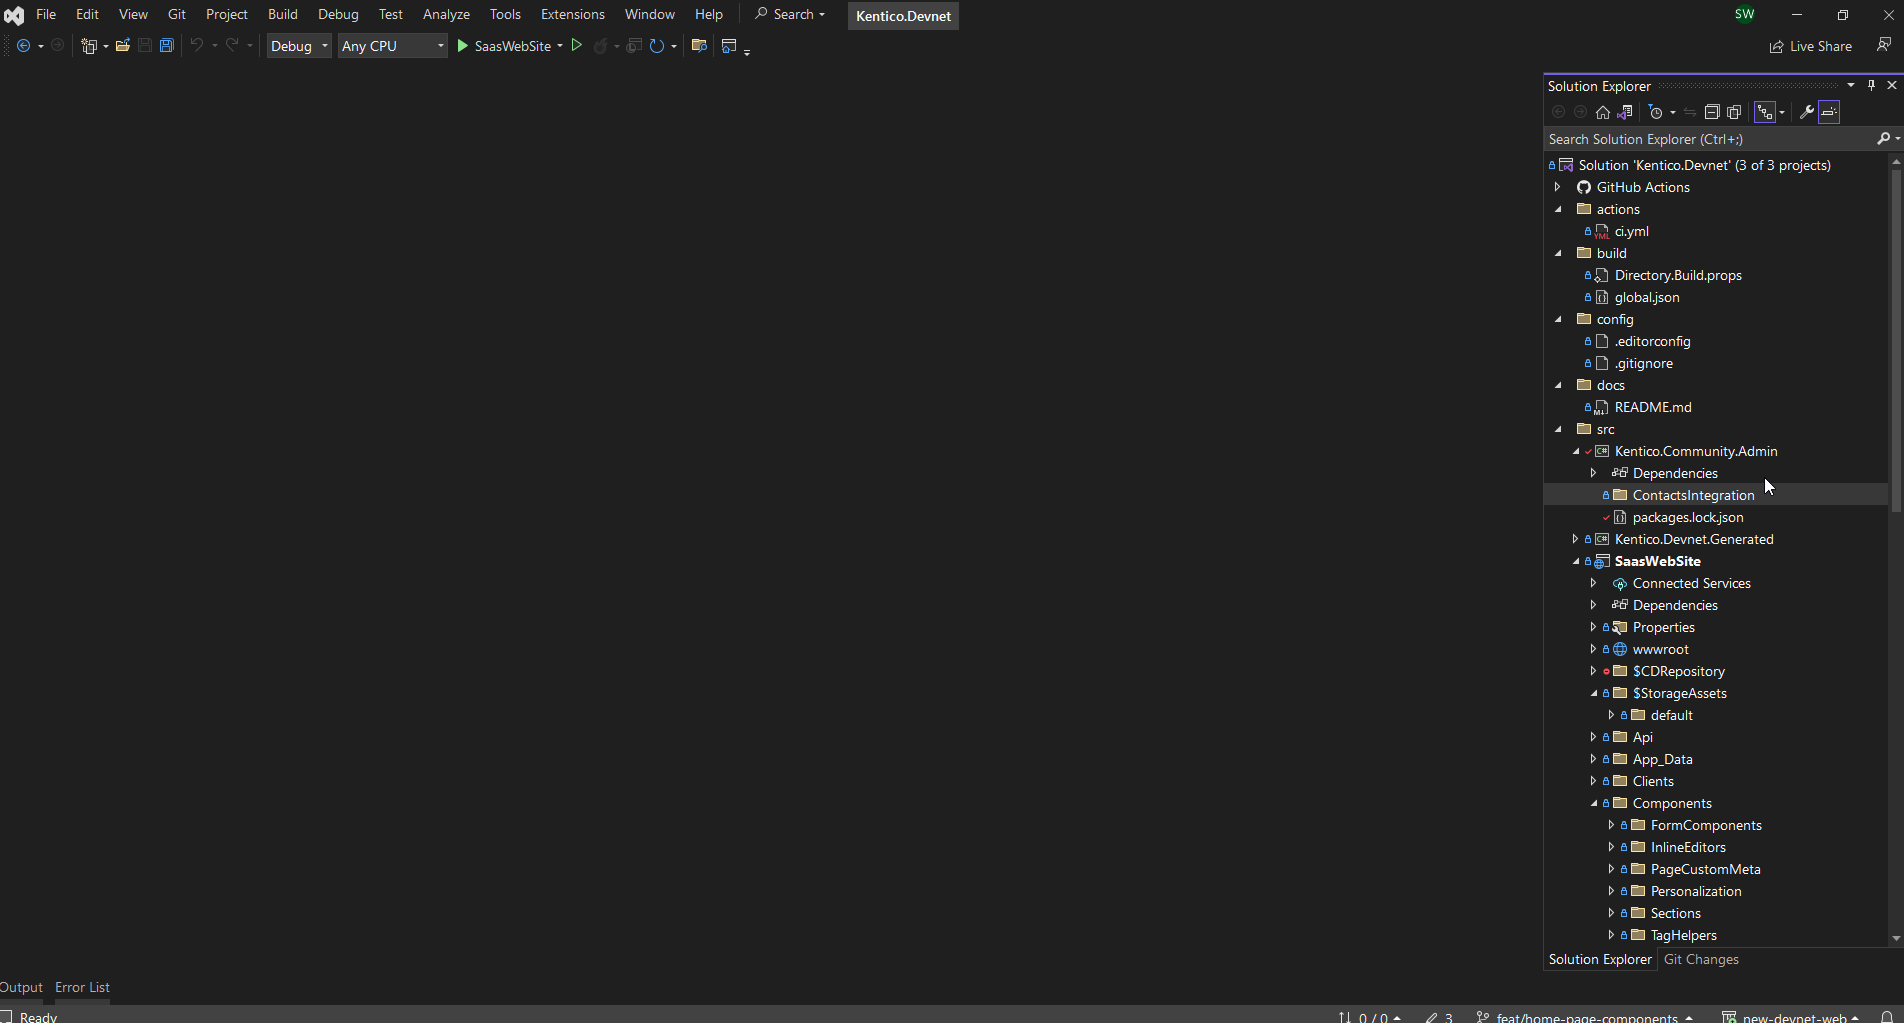 File Edit View Git Project Build Debug Test Analyze Tools Extensions Window Help Search Kentico.Devnet SW
Debug Any CPU SaasWebSite Live Share
Solution Explorer
Search Solution Explorer (Ctrl+;)
Solution 'Kentico.Devnet' (3 of 3 projects)
GitHub Actions
actions
YML ci.yml
build
Directory.Build.props
global.json
config
.editorconfig
.gitignore
docs
README.md
src
C# Kentico.Community.Admin
Dependencies
ContactsIntegration
packages.lock.json
C# Kentico.Devnet.Generated
SaasWebSite
Connected Services
Dependencies
Properties
wwwroot
$CDRepository
$StorageAssets
default
Api
App_Data
Clients
Components
FormComponents
InlineEditors
PageCustomMeta
Personalization
Sections
TagHelpers
Solution Explorer Git Changes
Output Error List
Ready 0 / 0 3 feat/home-page-components new-devnet-web